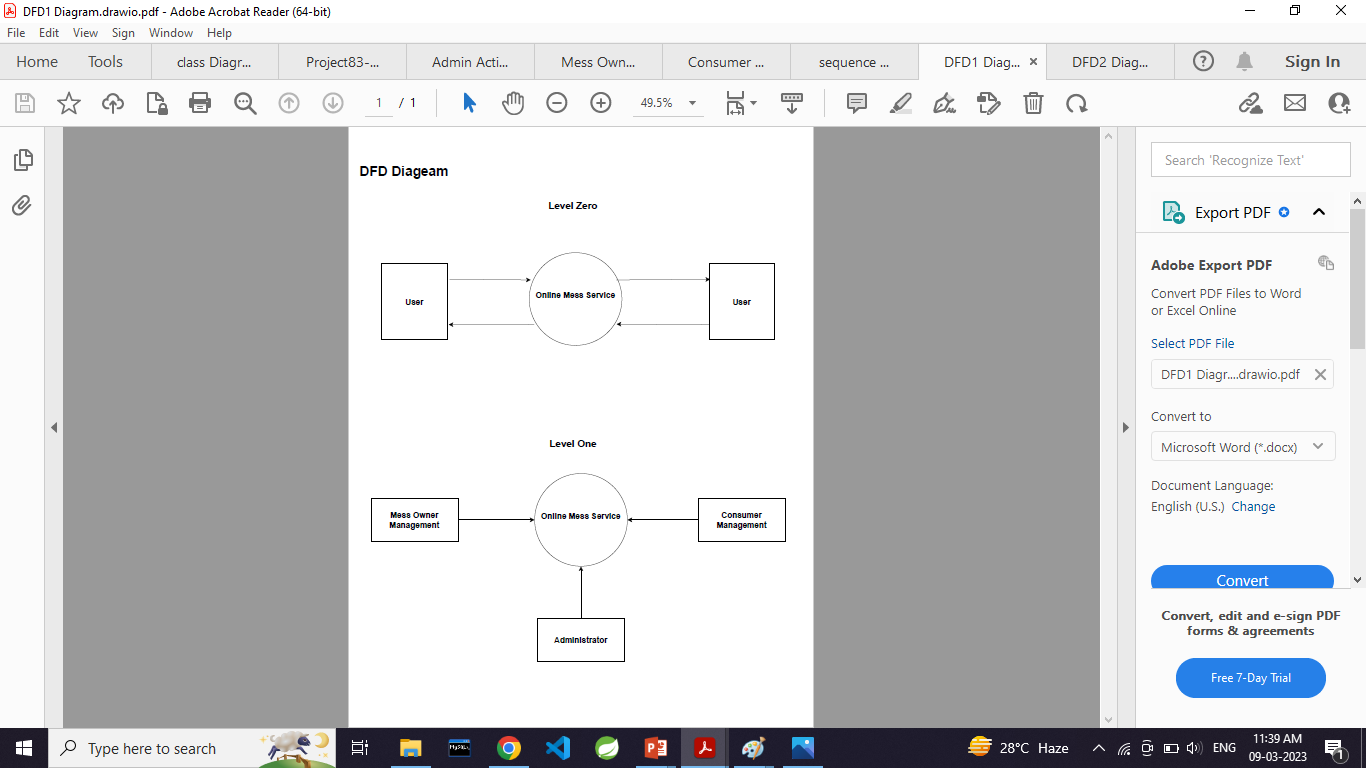 DFD1 Diagram.drawio.pdf - Adobe Acrobat Reader (64-bit)
File Edit View Sign Window Help
Home Tools class Diagr... Project83-... Admin Acti... Mess Own... Consumer ... sequence ... DFD1 Diag... DFD2 Diag... Sign In
1 / 1 49.5%
DFD Diageam
Level Zero
User Online Mess Service User
Level One
Mess Owner
Management
Online Mess Service
Consumer
Management
Administrator
Search 'Recognize Text'
Export PDF
Adobe Export PDF
Convert PDF Files to Word
or Excel Online
Select PDF File
DFD1 Diagr....drawio.pdf
Convert to
Microsoft Word (*.docx)
Document Language:
English (U.S.) Change
Convert
Convert, edit and e-sign PDF
forms & agreements
Free 7-Day Trial
Type here to search
MySQL
28°C Haze
ENG
11:39 AM
09-03-2023
1